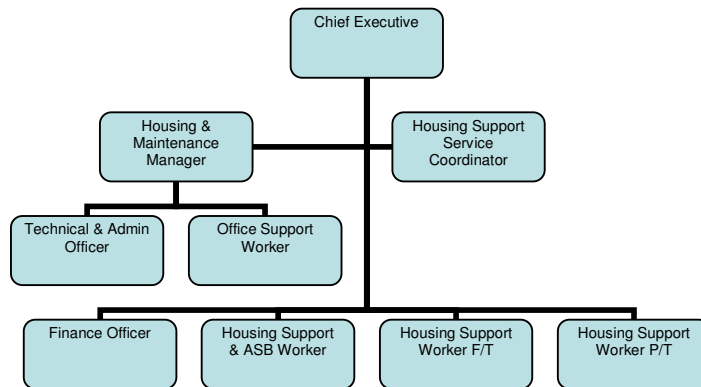 Chief Executive
Housing &
Maintenance
Manager
Housing Support
Service
Coordinator
Technical & Admin
Officer
Office Support
Worker
Finance Officer
Housing Support
& ASB Worker
Housing Support
Worker F/T
Housing Support
Worker P/T